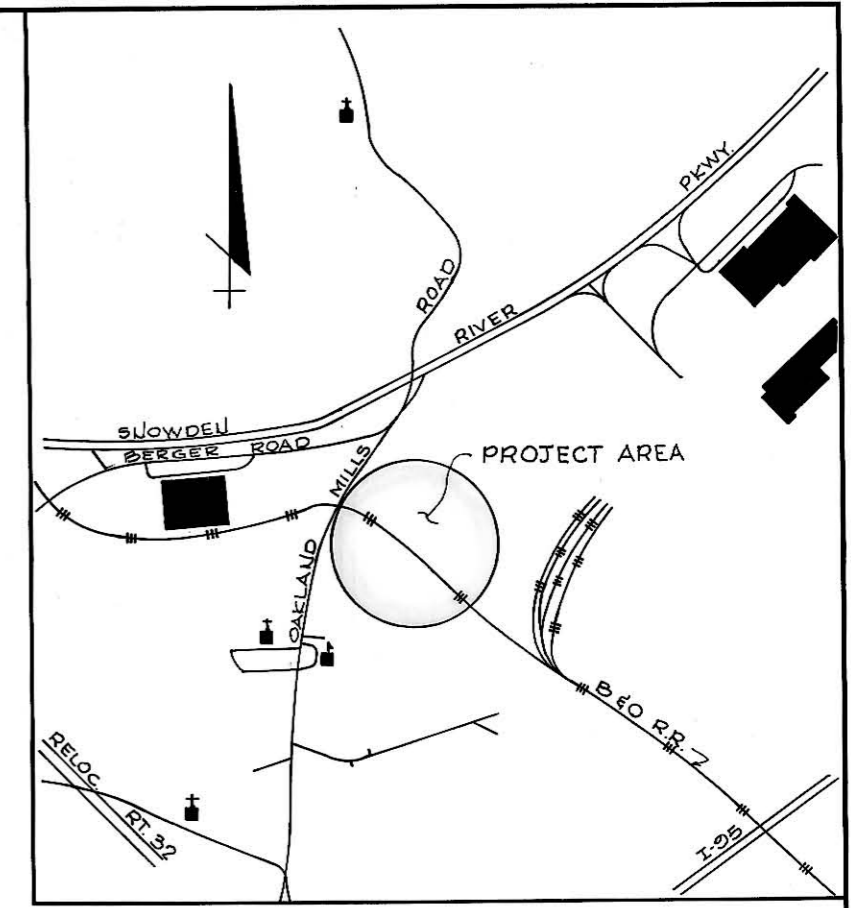 PKWY.
ROAD
RIVER
SNOWDEN
BERGER ROAD
PROJECT AREA
MILLS
OAKLAND
B&O R.R.
RELOC.
RT. 32
I-95